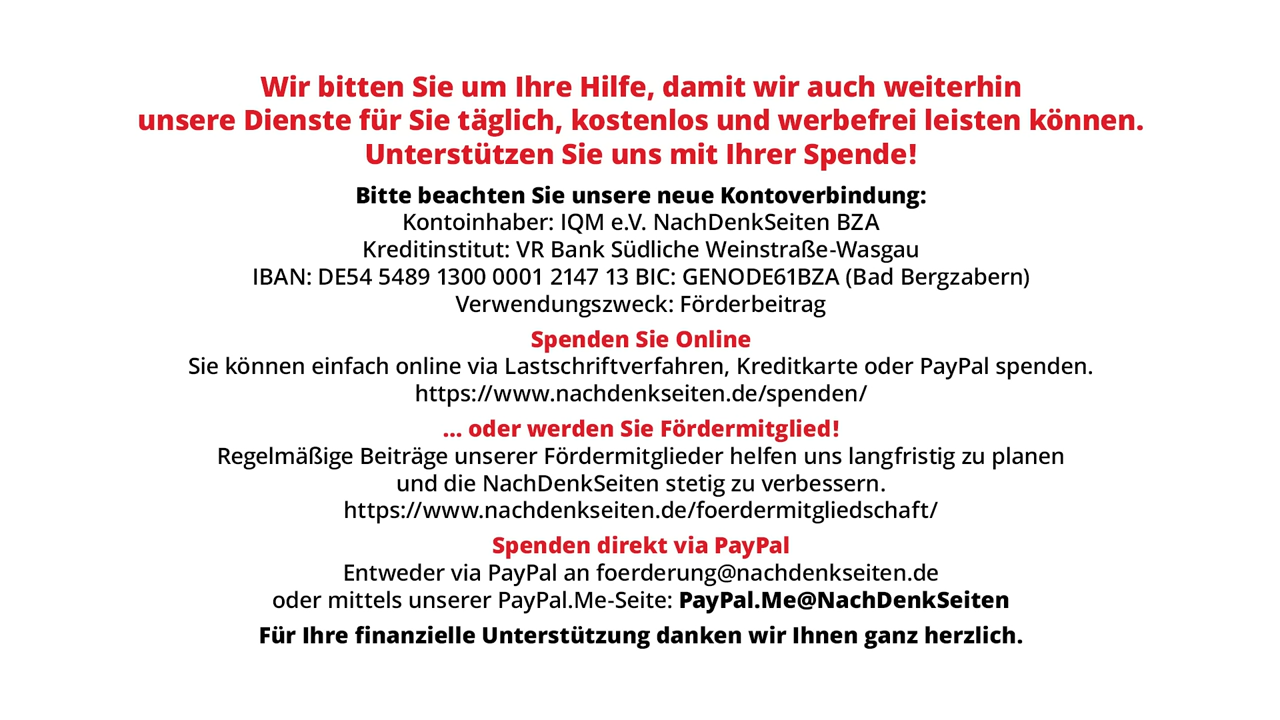 Wir bitten Sie um Ihre Hilfe, damit wir auch weiterhin
unsere Dienste für Sie täglich, kostenlos und werbefrei leisten können.
Unterstützen Sie uns mit Ihrer Spende!
Bitte beachten Sie unsere neue Kontoverbindung:
Kontoinhaber: IQM e.V. NachDenkSeiten BZA
Kreditinstitut: VR Bank Südliche Weinstraße-Wasgau
IBAN: DE54 5489 1300 0001 2147 13 BIC: GENODE61BZA (Bad Bergzabern)
Verwendungszweck: Förderbeitrag
Spenden Sie Online
Sie können einfach online via Lastschriftverfahren, Kreditkarte oder PayPal spenden.
https://www.nachdenkseiten.de/spenden/
... oder werden Sie Fördermitglied!
Regelmäßige Beiträge unserer Fördermitglieder helfen uns langfristig zu planen
und die NachDenkSeiten stetig zu verbessern.
https://www.nachdenkseiten.de/foerdermitgliedschaft/
Spenden direkt via PayPal
Entweder via PayPal an foerderung@nachdenkseiten.de
oder mittels unserer PayPal.Me-Seite: PayPal.Me@NachDenkSeiten
Für Ihre finanzielle Unterstützung danken wir Ihnen ganz herzlich.